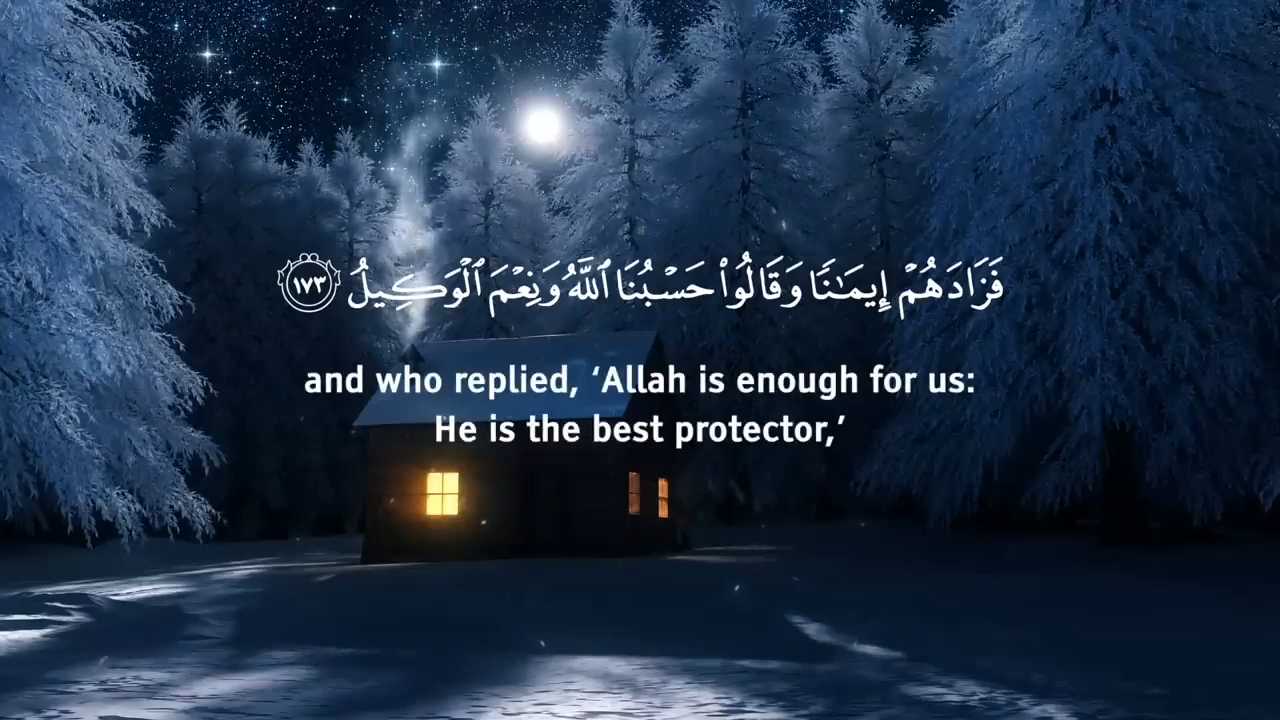 فَزَادَهُمْ إِيمَـٰنًا وَقَالُوا۟ حَسْبُنَا ٱللَّهُ وَنِعْمَ ٱلْوَكِيلُ ١٧٣
and who replied, ‘Allah is enough for us:
He is the best protector,’